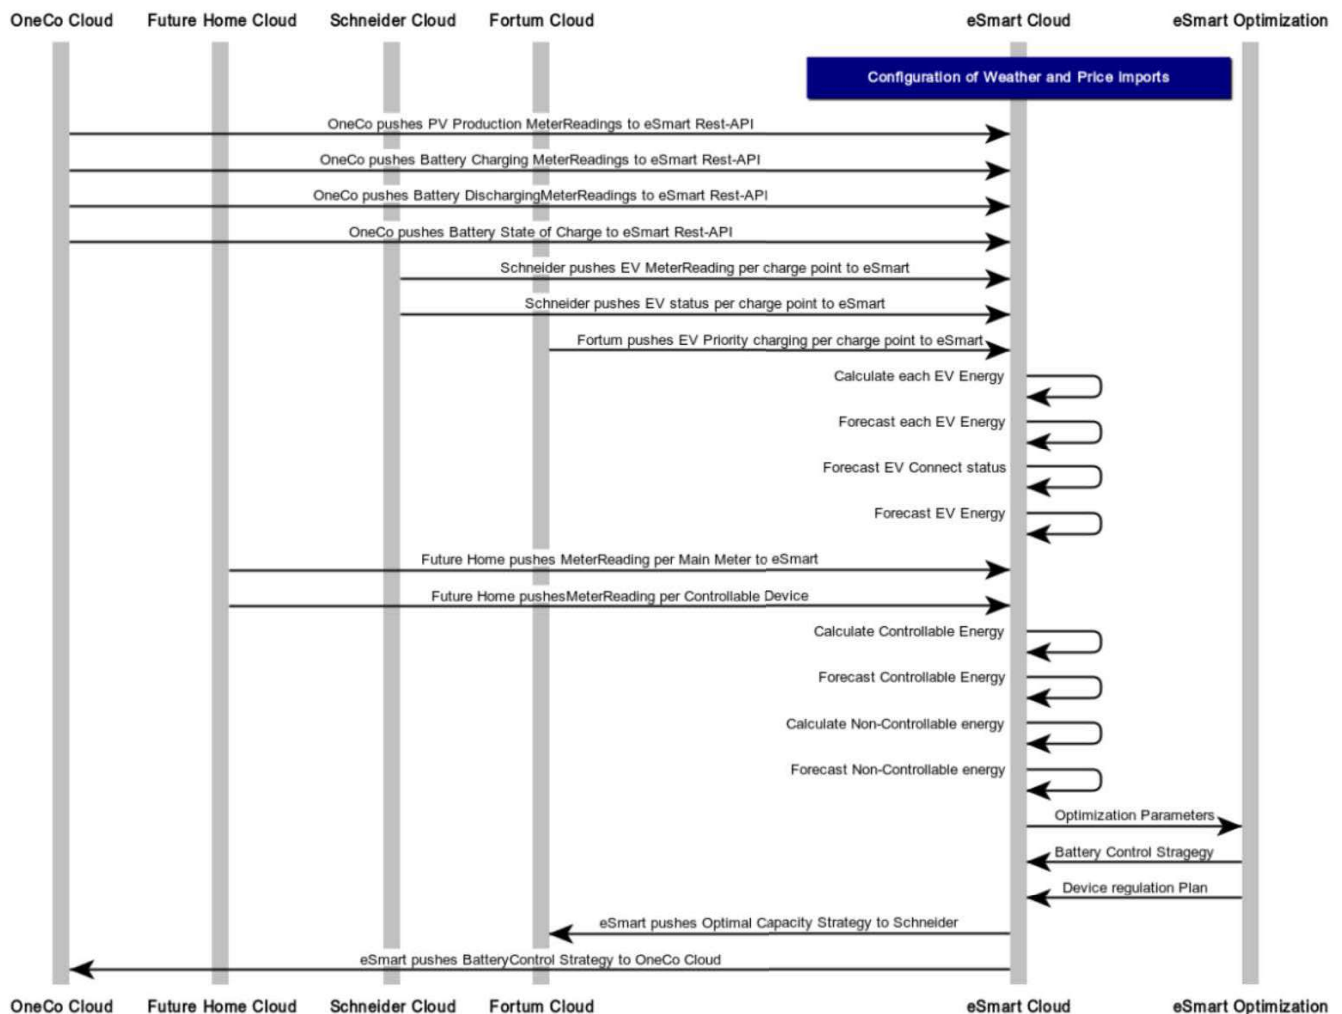 OneCo Cloud Future Home Cloud Schneider Cloud Fortum Cloud eSmart Cloud eSmart Optimization
Configuration of Weather and Price imports
OneCo pushes PV Production MeterReadings to eSmart Rest-API
OneCo pushes Battery Charging MeterReadings to eSmart Rest-API
OneCo pushes Battery DischargingMeterReadings to eSmart Rest-API
OneCo pushes Battery State of Charge to eSmart Rest-API
Schneider pushes EV MeterReading per charge point to eSmart
Schneider pushes EV status per charge point to eSmart
Fortum pushes EV Priority charging per charge point to eSmart
Calculate each EV Energy
Forecast each EV Energy
Forecast EV Connect status
Forecast EV Energy
Future Home pushes MeterReading per Main Meter to eSmart
Future Home pushesMeterReading per Controllable Device
Calculate Controllable Energy
Forecast Controllable Energy
Calculate Non-Controllable energy
Forecast Non-Controllable energy
Optimization Parameters
Battery Control Stragegy
Device regulation Plan
eSmart pushes Optimal Capacity Strategy to Schneider
eSmart pushes BatteryControl Strategy to OneCo Cloud
OneCo Cloud Future Home Cloud Schneider Cloud Fortum Cloud eSmart Cloud eSmart Optimization